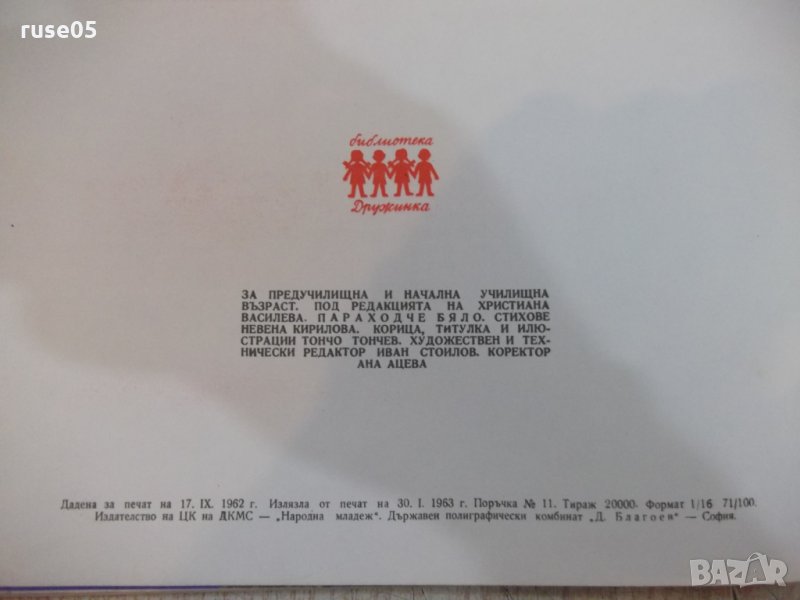 ruse05
библиотека
Дружинка
ЗА ПРЕДУЧИЛИЩНА И НАЧАЛНА УЧИЛИЩНА
ВЪЗРАСТ. ПОД РЕДАКЦИЯТА НА ХРИСТИАНА
ВАСИЛЕВА. ПАРАХОДЧЕ БЯЛО. СТИХОВЕ
НЕВЕНА КИРИЛОВА. КОРИЦА, ТИТУЛКА И ИЛЮ-
СТРАЦИИ ТОНЧО ТОНЧЕВ. ХУДОЖЕСТВЕН И ТЕХ-
НИЧЕСКИ РЕДАКТОР ИВАН СТОИЛОВ. КОРЕКТОР
АНА АЦЕВА
Дадена за печат на 17. IX. 1962 г. Излязла от печат на 30. I. 1963 г. Поръчка № 11. Тираж 20000. Формат 1/16 71/100.
Издателство на ЦК на ДКМС — „Народна младеж“. Държавен полиграфически комбинат „Д. Благоев“ — София.
BAZAR
bazar.bg